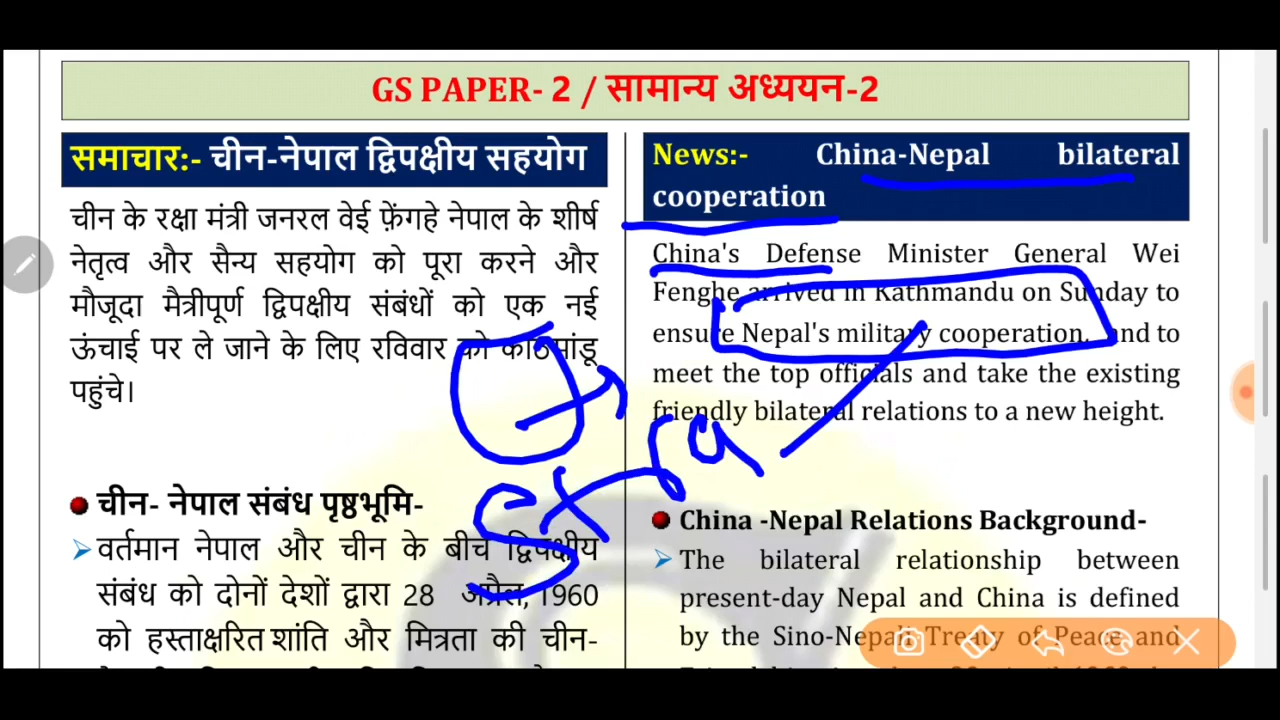 GS PAPER- 2 / सामान्य अध्ययन-2
समाचार:- चीन-नेपाल द्विपक्षीय सहयोग
चीन के रक्षा मंत्री जनरल वेई फ़ेंगहे नेपाल के शीर्ष
नेतृत्व और सैन्य सहयोग को पूरा करने और
मौजूदा मैत्रीपूर्ण द्विपक्षीय संबंधों को एक नई
ऊंचाई पर ले जाने के लिए रविवार को काठमांडू
पहुंचे।
चीन- नेपाल संबंध पृष्ठभूमि-
वर्तमान नेपाल और चीन के बीच द्विपक्षीय
संबंध को दोनों देशों द्वारा 28 अप्रैल, 1960
को हस्ताक्षरित शांति और मित्रता की चीन-
News:- China-Nepal bilateral
cooperation
China's Defense Minister General Wei
Fenghe arrived in Kathmandu on Sunday to
ensure Nepal's military cooperation, and to
meet the top officials and take the existing
friendly bilateral relations to a new height.
China -Nepal Relations Background-
The bilateral relationship between
present-day Nepal and China is defined
by the Sino-Nepali Treaty of Peace and